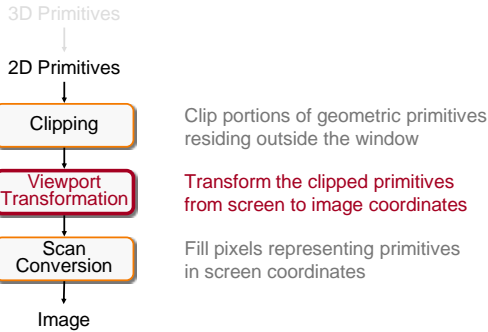 3D Primitives
2D Primitives
Clipping
Clip portions of geometric primitives
residing outside the window
Viewport
Transformation
Transform the clipped primitives
from screen to image coordinates
Scan
Conversion
Fill pixels representing primitives
in screen coordinates
Image